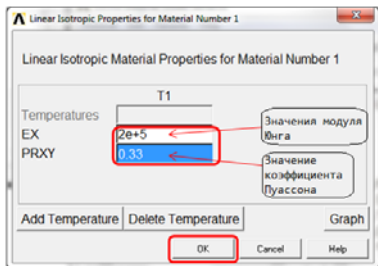 Linear Isotropic Properties for Material Number 1
Linear Isotropic Material Properties for Material Number 1
T1
Temperatures
EX 2e+5
PRXY 0.33
Значения модуля
Юнга
Значение
коэффициента
Пуассона
Add Temperature Delete Temperature Graph
OK Cancel Help